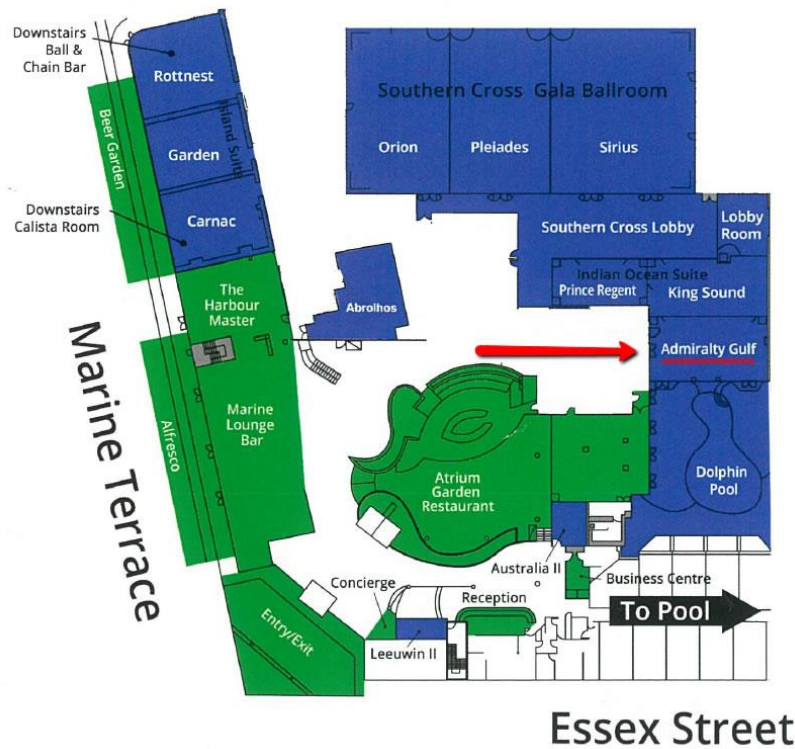 Downstairs
Ball &
Chain Bar
Rottnest
Island Suite
Garden
Beer Garden
Carnac
Downstairs
Calista Room
Southern Cross Gala Ballroom
Orion
Pleiades
Sirius
Southern Cross Lobby
Lobby
Room
Indian Ocean Suite
Prince Regent
King Sound
Admiralty Gulf
Abrolhos
The
Harbour
Master
Marine
Lounge
Bar
Alfresco
Marine Terrace
Atrium
Garden
Restaurant
Dolphin
Pool
Australia II
Business Centre
Concierge
Reception
To Pool
Entry/Exit
Leeuwin II
Essex Street